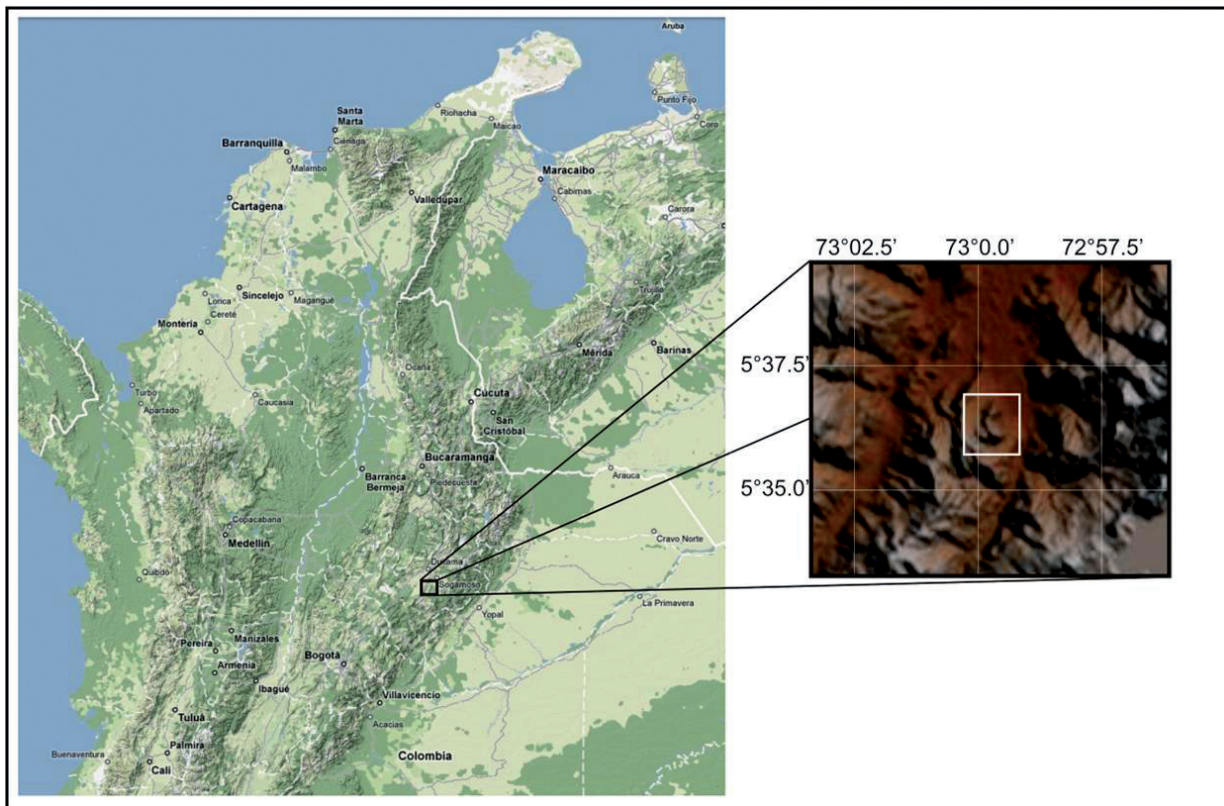 Aruba
Punto Fijo
Riohacha
Coro
Santa
Marta
Maicao
Ciénaga
Barranquilla
Malambo
Maracaibo
Cabimas
Valledupar
Cartagena
Carora
73°02.5’ 73°0.0’ 72°57.5’
Sincelejo
Trujillo
Lorica
Magangué
Cereté
Montería
Mérida
Barinas
5°37.5’
Ocaña
Turbo
Cúcuta
Caucasia
Apartado
San
Cristóbal
Bucaramanga
Arauca
Barranca
Bermeja
Piedecuesta
5°35.0’
Copacabana
Medellín
Cravo Norte
Duitama
Quibdó
Sogamoso
La Primavera
Yopal
Manizales
Pereira
Bogotá
Armenia
Ibagué
Villavicencio
Tuluá
Acacias
Palmira
Buenaventura
Colombia
Cali